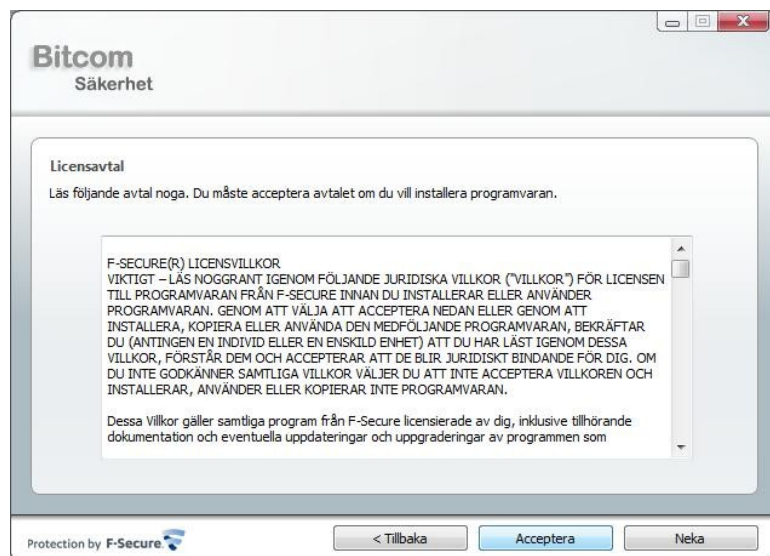 Bitcom
Säkerhet
Licensavtal
Läs följande avtal noga. Du måste acceptera avtalet om du vill installera programvaran.
F-SECURE(R) LICENSVILLKOR
VIKTIGT – LÄS NOGGRANT IGENOM FÖLJANDE JURIDISKA VILLKOR ("VILLKOR") FÖR LICENSEN
TILL PROGRAMVARAN FRÅN F-SECURE INNAN DU INSTALLERAR ELLER ANVÄNDER
PROGRAMVARAN. GENOM ATT VÄLJA ATT ACCEPTERA NEDAN ELLER GENOM ATT
INSTALLERA, KOPIERA ELLER ANVÄNDA DEN MEDFÖLJANDE PROGRAMVARAN, BEKRÄFTAR
DU (ANTINGEN EN INDIVID ELLER EN ENSKILD ENHET) ATT DU HAR LÄST IGENOM DESSA
VILLKOR, FÖRSTÅR DEM OCH ACCEPTERAR ATT DE BLIR JURIDISKT BINDANDE FÖR DIG. OM
DU INTE GODKÄNNER SAMTLIGA VILLKOR VÄLJER DU ATT INTE ACCEPTERA VILLKOREN OCH
INSTALLERAR, ANVÄNDER ELLER KOPIERAR INTE PROGRAMVARAN.
Dessa Villkor gäller samtliga program från F-Secure licensierade av dig, inklusive tillhörande
dokumentation och eventuella uppdateringar och uppgraderingar av programmen som
Protection by F-Secure.
< Tillbaka
Acceptera
Neka